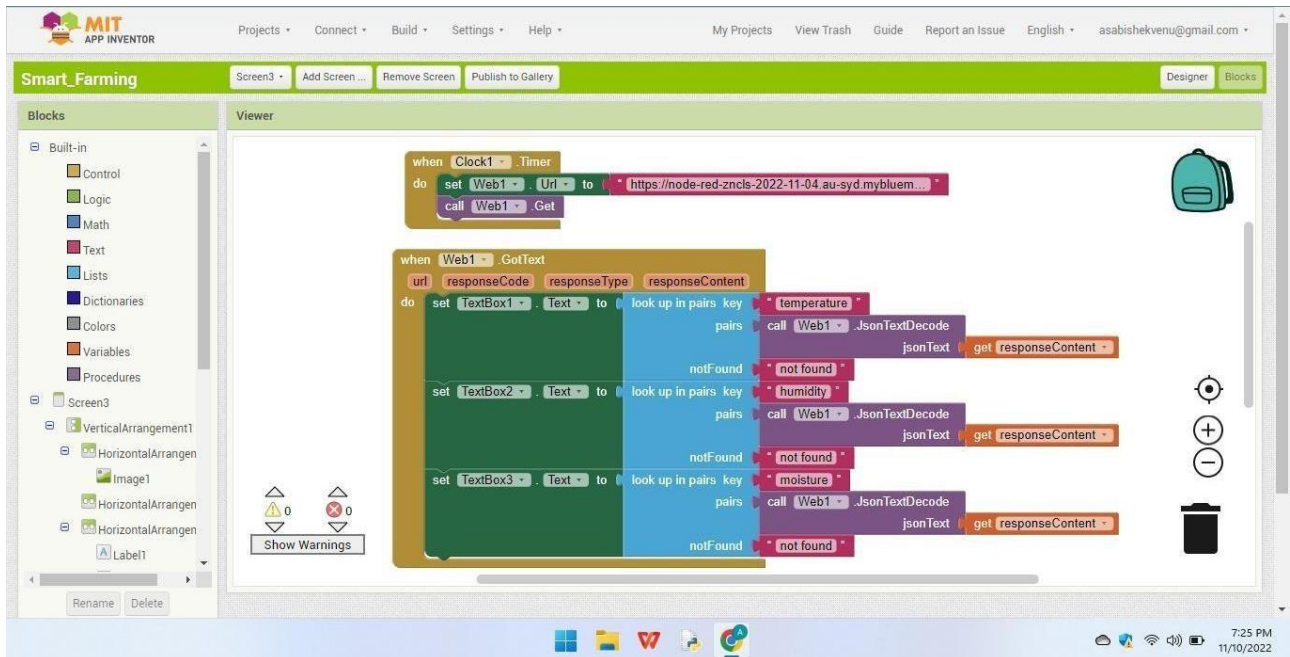 MIT
APP INVENTOR
Projects Connect Build Settings Help My Projects View Trash Guide Report an Issue English asabishekvenu@gmail.com
Smart_Farming Screen3 Add Screen ... Remove Screen Publish to Gallery Designer Blocks
Blocks Viewer
Built-in
Control
Logic
Math
Text
Lists
Dictionaries
Colors
Variables
Procedures
Screen3
VerticalArrangement1
HorizontalArrangen
Image1
HorizontalArrangen
HorizontalArrangen
Label1
Rename Delete
when Clock1 .Timer
do set Web1 . Url to " https://node-red-zncls-2022-11-04.au-syd.mybluem... "
call Web1 .Get
when Web1 .GotText
url responseCode responseType responseContent
do set TextBox1 . Text to look up in pairs key " temperature "
pairs call Web1 .JsonTextDecode
jsonText get responseContent
notFound " not found "
set TextBox2 . Text to look up in pairs key " humidity "
pairs call Web1 .JsonTextDecode
jsonText get responseContent
notFound " not found "
set TextBox3 . Text to look up in pairs key " moisture "
pairs call Web1 .JsonTextDecode
jsonText get responseContent
notFound " not found "
0 0
Show Warnings
7:25 PM
11/10/2022